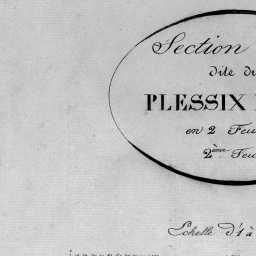 Section
dite du
PLESSIX
en 2 Feu
2ème Feu
Echelle d'1 à